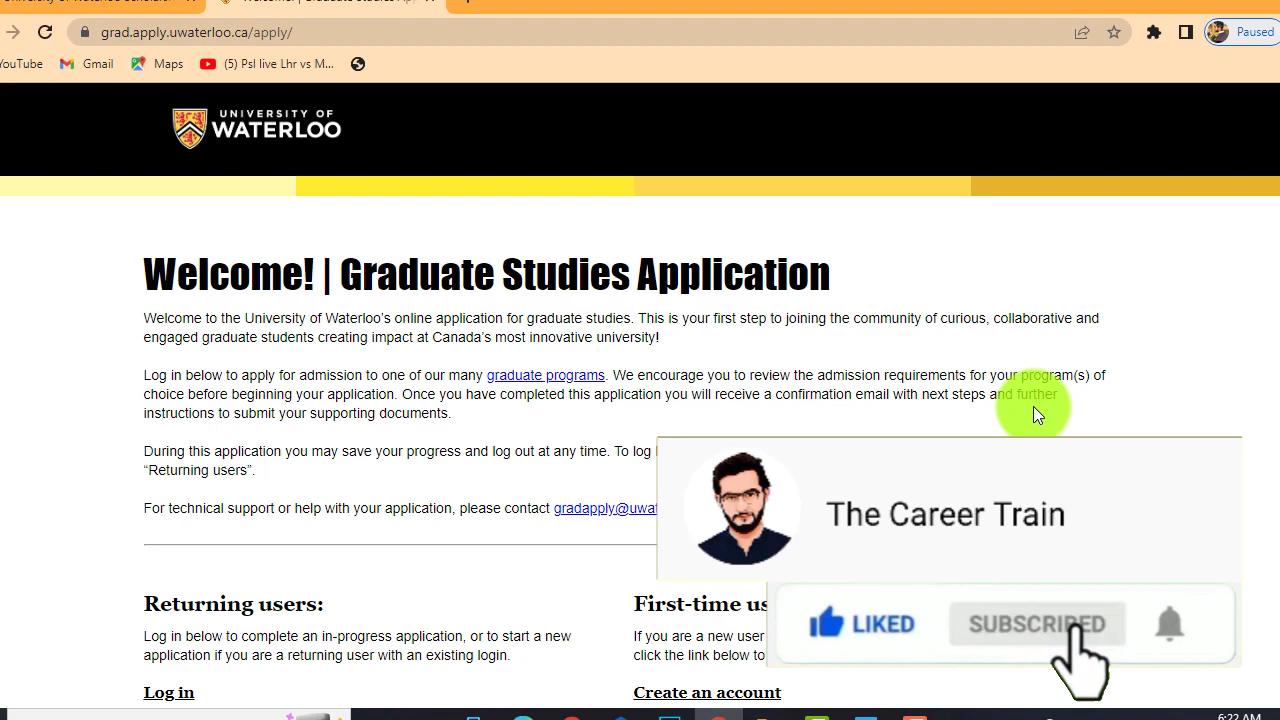 Welcome! | Graduate Studies Ap
grad.apply.uwaterloo.ca/apply/
Paused
YouTube
Gmail
Maps
(5) Psl live Lhr vs M...
UNIVERSITY OF
WATERLOO
Welcome! | Graduate Studies Application
Welcome to the University of Waterloo's online application for graduate studies. This is your first step to joining the community of curious, collaborative and
engaged graduate students creating impact at Canada's most innovative university!
Log in below to apply for admission to one of our many graduate programs. We encourage you to review the admission requirements for your program(s) of
choice before beginning your application. Once you have completed this application you will receive a confirmation email with next steps and further
instructions to submit your supporting documents.
During this application you may save your progress and log out at any time. To log
“Returning users”.
For technical support or help with your application, please contact gradapply@uwat
The Career Train
LIKED
SUBSCRIBED
Returning users:
Log in below to complete an in-progress application, or to start a new
application if you are a returning user with an existing login.
Log in
First-time us
If you are a new user
click the link below to
Create an account
6:22 AM